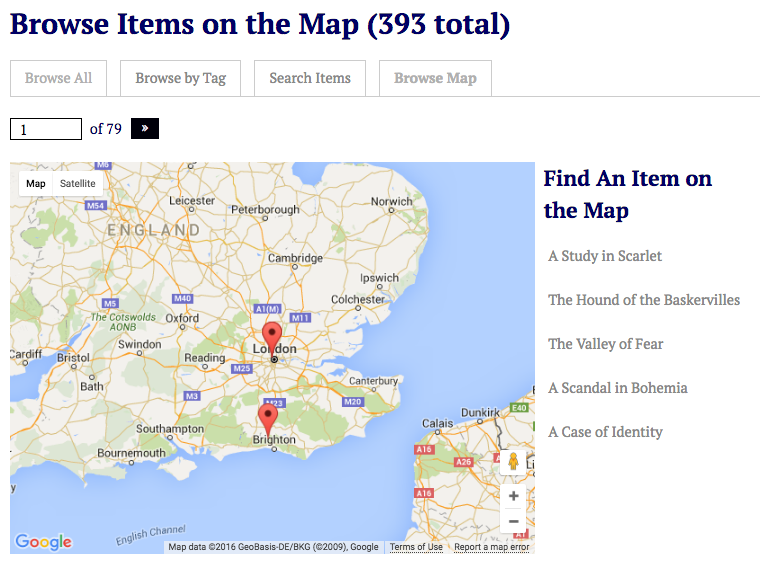 Browse Items on the Map (393 total)
Browse All
Browse by Tag
Search Items
Browse Map
1 of 79 »
Map Satellite
M6
M54
Leicester
Peterborough
Norwich
ENGLAND
Cambridge
Ipswich
Colchester
M5
M40
A1(M)
M11
The Cotswolds
AONB
Oxford
Swindon
London
Cardiff
Bristol
Reading
M25
Bath
Canterbury
M3
M23
M20
Southampton
Brighton
Bournemouth
Calais
Dunkirk
E40
A16
A26
A16
English Channel
Google
Map data ©2016 GeoBasis-DE/BKG (©2009), Google
Terms of Use
Report a map error
+
−
Find An Item on
the Map
A Study in Scarlet
The Hound of the Baskervilles
The Valley of Fear
A Scandal in Bohemia
A Case of Identity